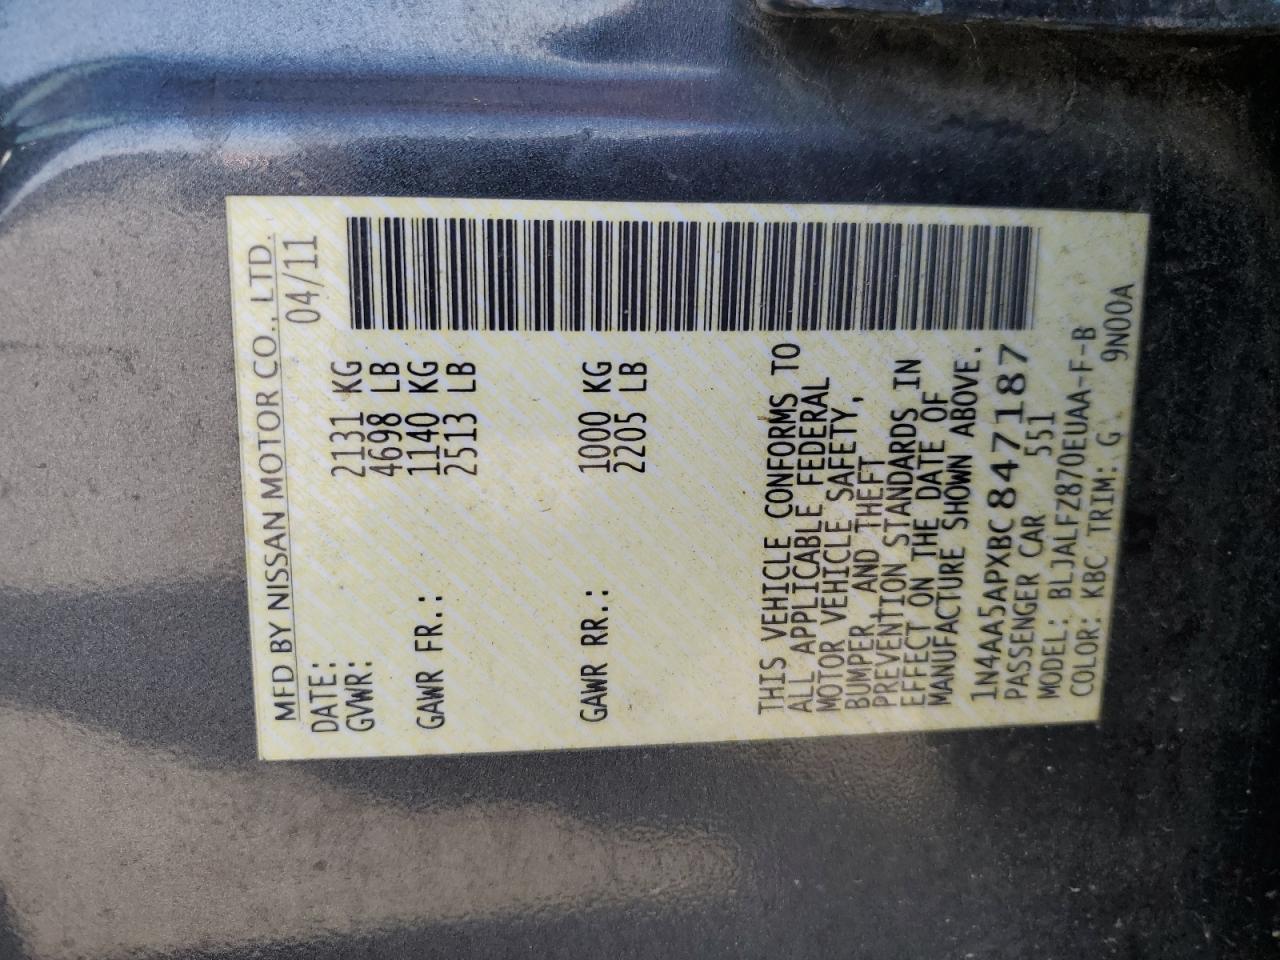 MFD BY NISSAN MOTOR CO., LTD.
DATE: 04/11
GVWR: 2131 KG
4698 LB
GAWR FR.: 1140 KG
2513 LB
GAWR RR.: 1000 KG
2205 LB
THIS VEHICLE CONFORMS TO
ALL APPLICABLE FEDERAL
MOTOR VEHICLE SAFETY,
BUMPER, AND THEFT
PREVENTION STANDARDS IN
EFFECT ON THE DATE OF
MANUFACTURE SHOWN ABOVE.
1N4AA5APXBC847187
PASSENGER CAR 551
MODEL: BLJALFZ870EUAA-F-B
COLOR: KBC TRIM: G 9N00A